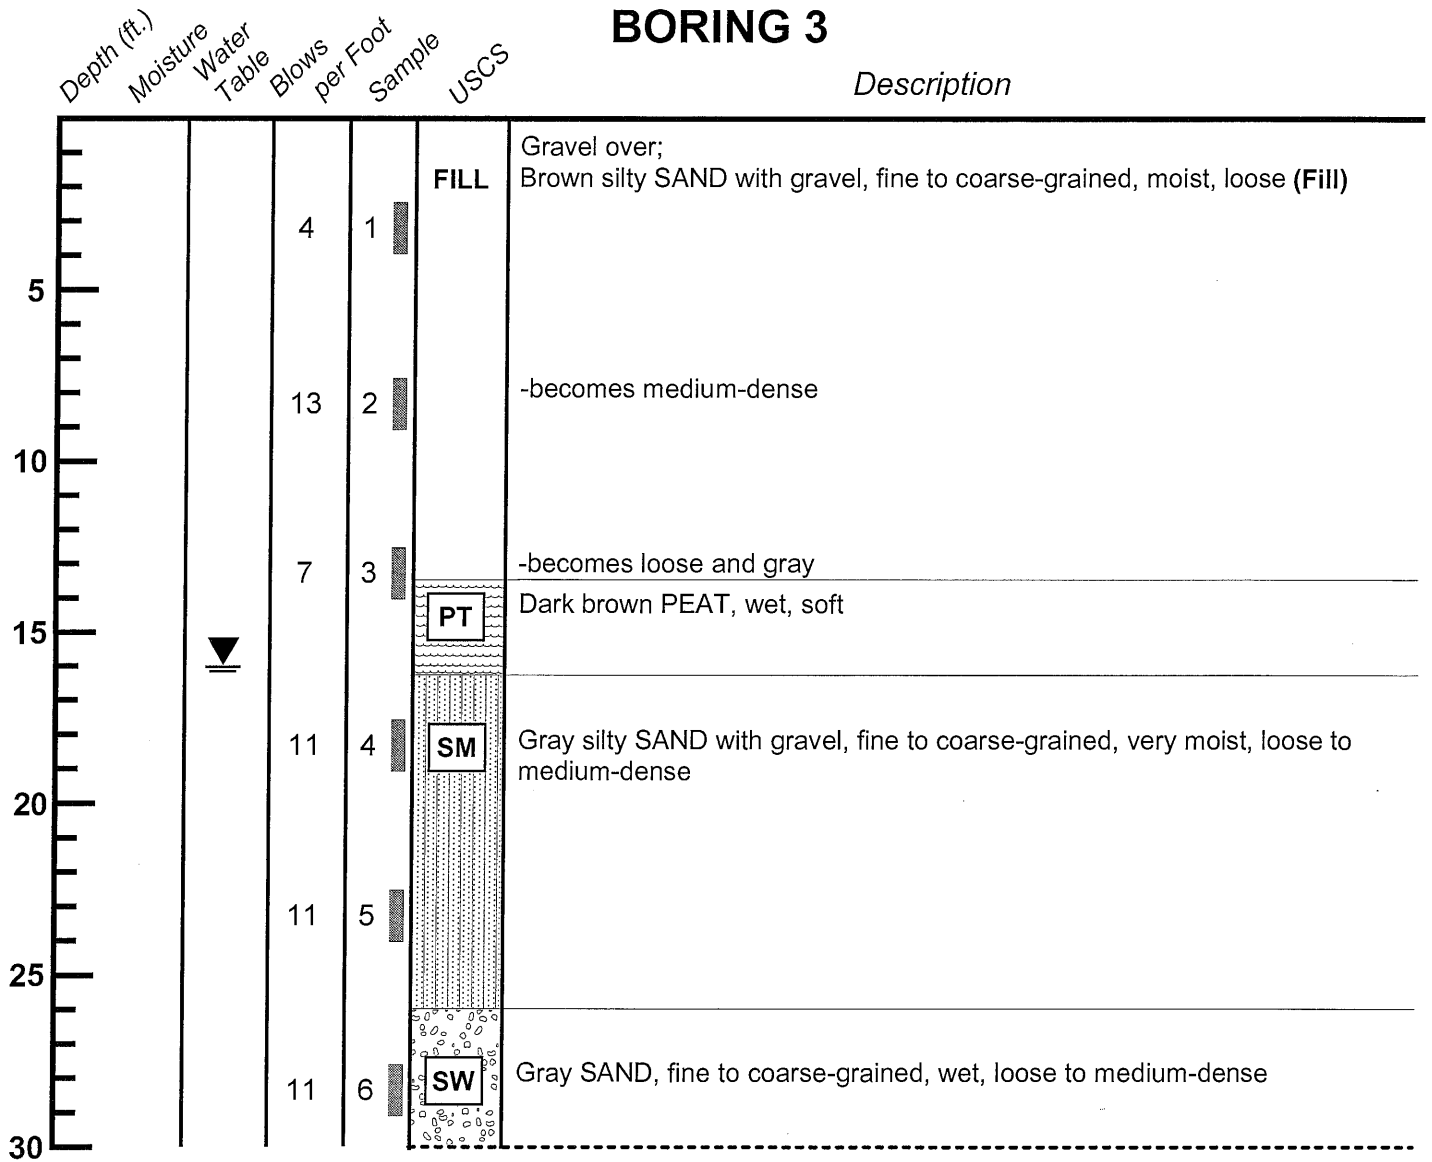 BORING 3
Depth (ft.)
Moisture
Water
Table
Blows
per Foot
Sample
USCS
Description
Gravel over;
FILL
Brown silty SAND with gravel, fine to coarse-grained, moist, loose (Fill)
4
1
5
13
2
-becomes medium-dense
10
7
3
-becomes loose and gray
PT
Dark brown PEAT, wet, soft
15
11
4
SM
Gray silty SAND with gravel, fine to coarse-grained, very moist, loose to
medium-dense
20
11
5
25
11
6
SW
Gray SAND, fine to coarse-grained, wet, loose to medium-dense
30